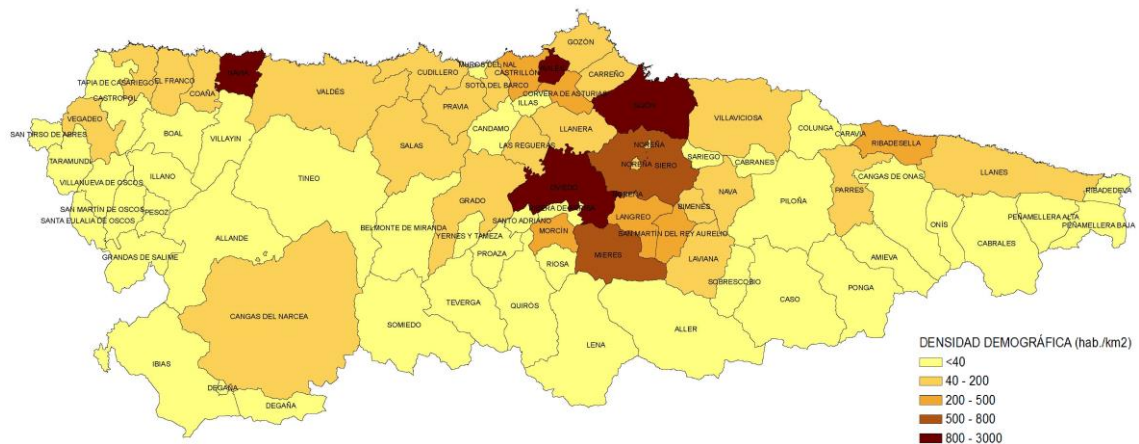 GOZÓN
MUROS DEL NAL
CUDILLERO
CASTRILLÓN
CARREÑO
TAPIA DE CASARIEGO
EL FRANCO
VALDÉS
SOTO DEL BARCO
CORVERA DE ASTURIAS
CASTROPOL
COAÑA
PRAVIA
ILLAS
VEGADEO
VILLAVICIOSA
COLUNGA
CARAVIA
SAN TIRSO DE ABRES
BOAL
VILLAYIN
CANDAMO
LLANERA
RIBADESELLA
SALAS
LAS REGUERAS
NOREÑA
TARAMUNDI
SARIEGO
CABRANES
NOREÑA
SIERO
LLANES
ILLANO
TINEO
CANGAS DE ONAS
VILLANUEVA DE OSCOS
NAVA
PARRES
RIBADEDEVA
GRADO
BIMENES
PILOÑA
SAN MARTÍN DE OSCOS
PESOZ
SANTO ADRIANO
LANGREO
SANTA EULALIA DE OSCOS
PEÑAMELLERA ALTA
ONÍS
PEÑAMELLERA BAJA
BELMONTE DE MIRANDA
YERNES Y TAMEZA
MORCÍN
SAN MARTÍN DEL REY AURELIO
ALLANDE
CABRALES
PROAZA
MIERES
GRANDAS DE SALIME
RIOSA
LAVIANA
AMIEVA
SOBRESCOBIO
CASO
PONGA
TEVERGA
QUIRÓS
CANGAS DEL NARCEA
SOMIEDO
ALLER
LENA
IBIAS
DEGAÑA
DEGAÑA
DENSIDAD DEMOGRÁFICA (hab./km2)
<40
40 - 200
200 - 500
500 - 800
800 - 3000